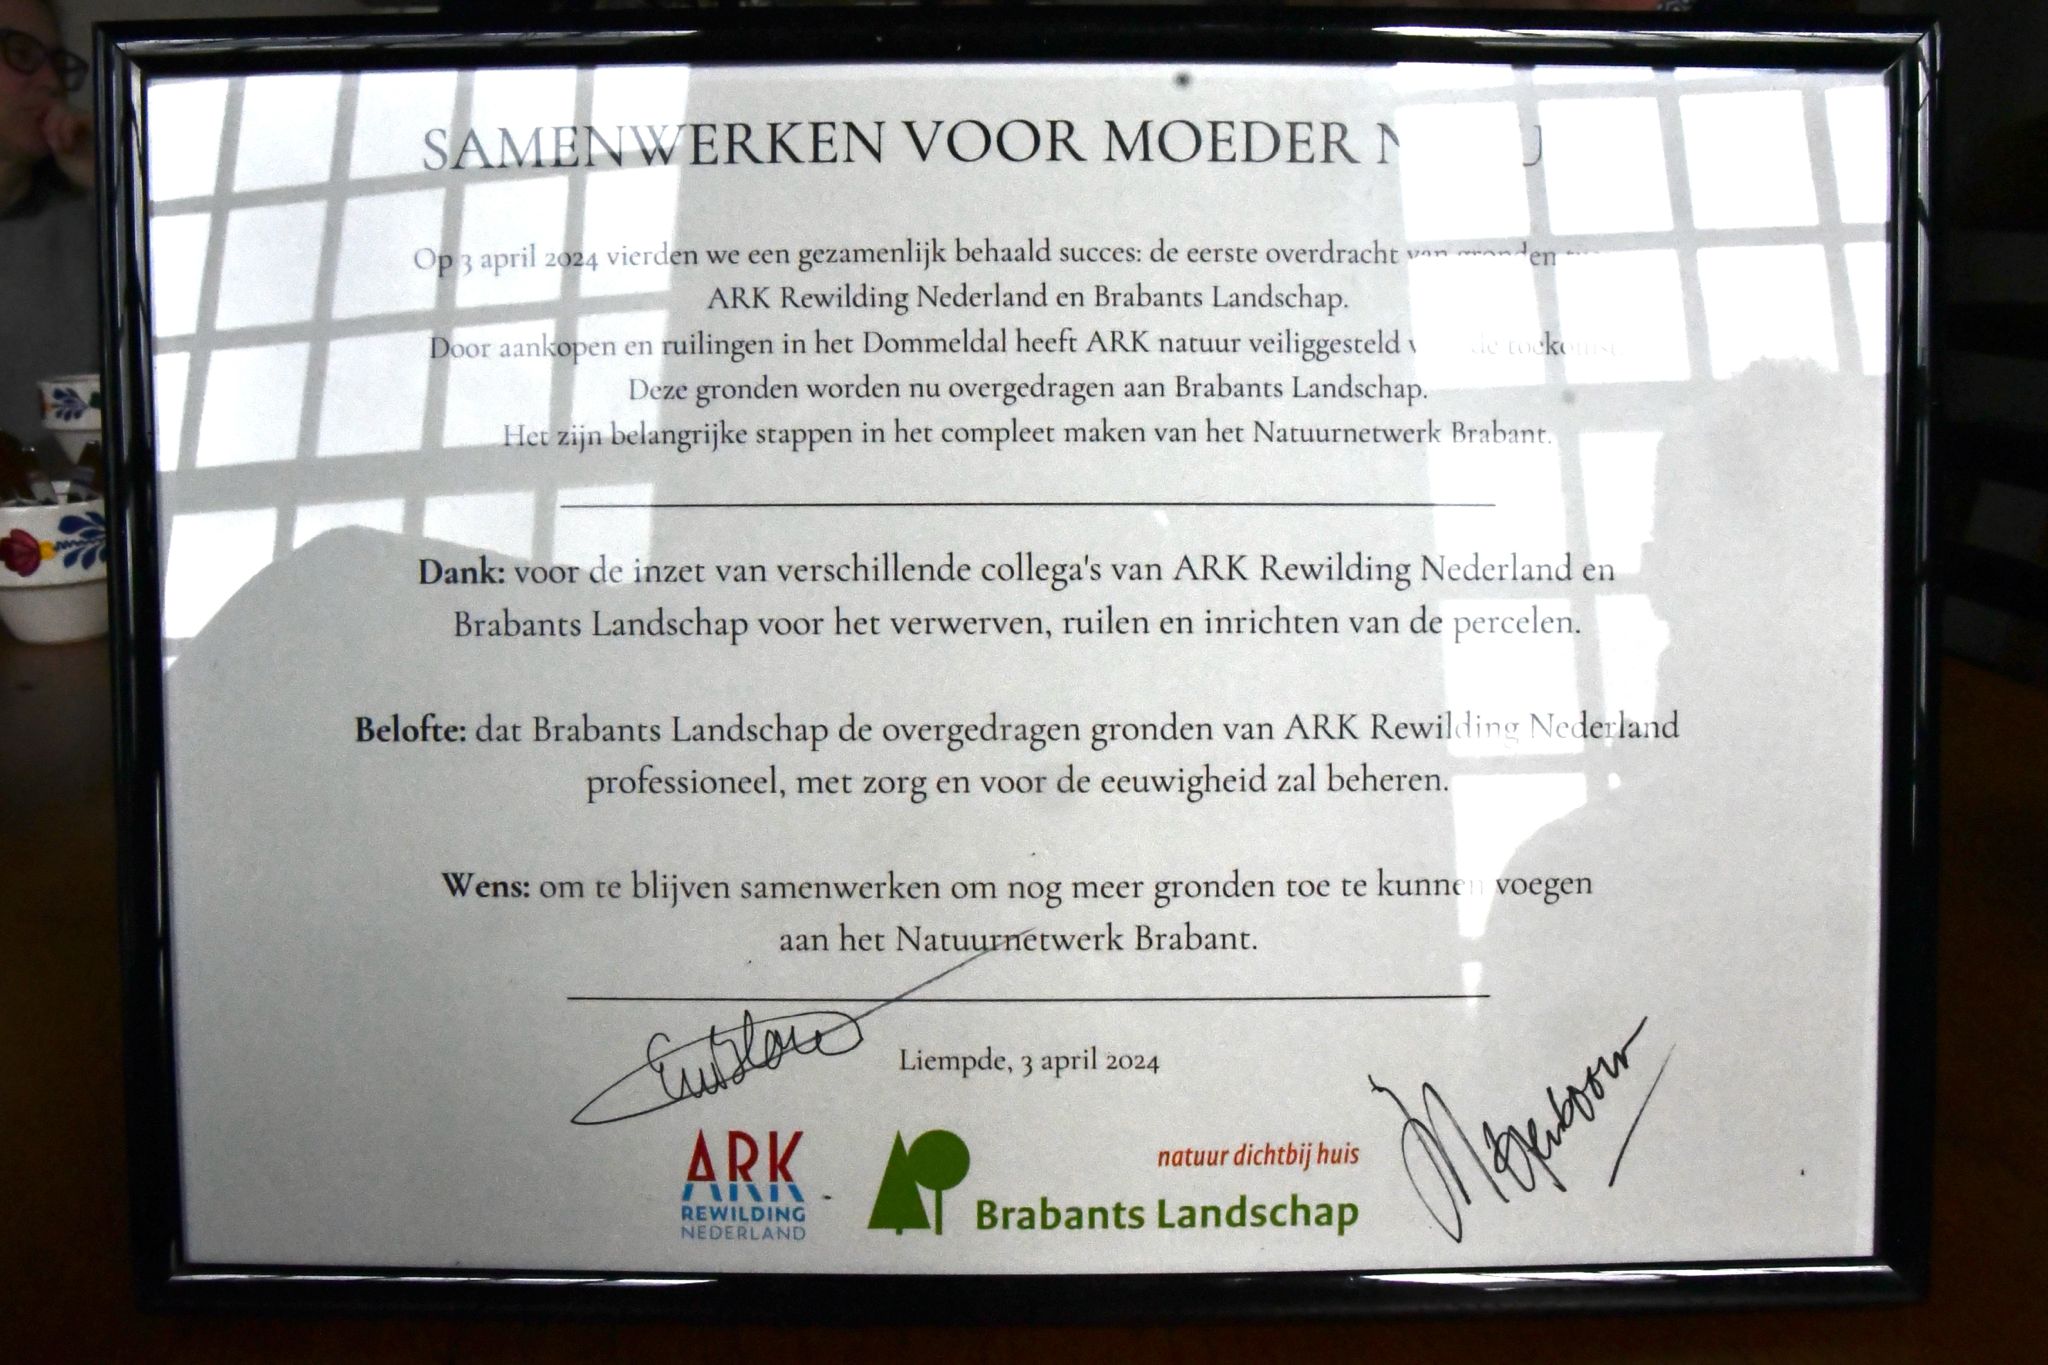 SAMENWERKEN VOOR MOEDER
Op 3 april 2024 vierden we een gezamenlijk behaald succes: de eerste overdracht van gronden
ARK Rewilding Nederland en Brabants Landschap.
Door aankopen en ruilingen in het Dommeldal heeft ARK natuur veiliggesteld de toekomst.
Deze gronden worden nu overgedragen aan Brabants Landschap.
Het zijn belangrijke stappen in het compleet maken van het Natuurnetwerk Brabant.
Dank: voor de inzet van verschillende collega's van ARK Rewilding Nederland en
Brabants Landschap voor het verwerven, ruilen en inrichten van de percelen.
Belofte: dat Brabants Landschap de overgedragen gronden van ARK Rewilding Nederland
professioneel, met zorg en voor de eeuwigheid zal beheren.
Wens: om te blijven samenwerken om nog meer gronden toe te kunnen voegen
aan het Natuurnetwerk Brabant.
Liempde, 3 april 2024
ARK
REWILDING
NEDERLAND
natuur dichtbij huis
Brabants Landschap